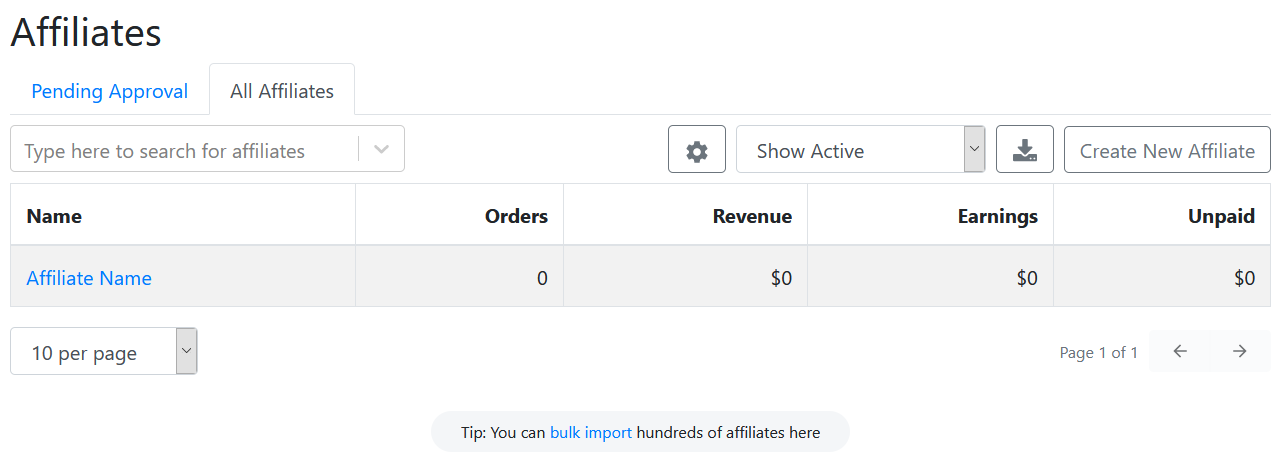 Affiliates
Pending Approval All Affiliates
Type here to search for affiliates Show Active Create New Affiliate
Name Orders Revenue Earnings Unpaid
Affiliate Name 0 $0 $0 $0
10 per page Page 1 of 1
Tip: You can bulk import hundreds of affiliates here